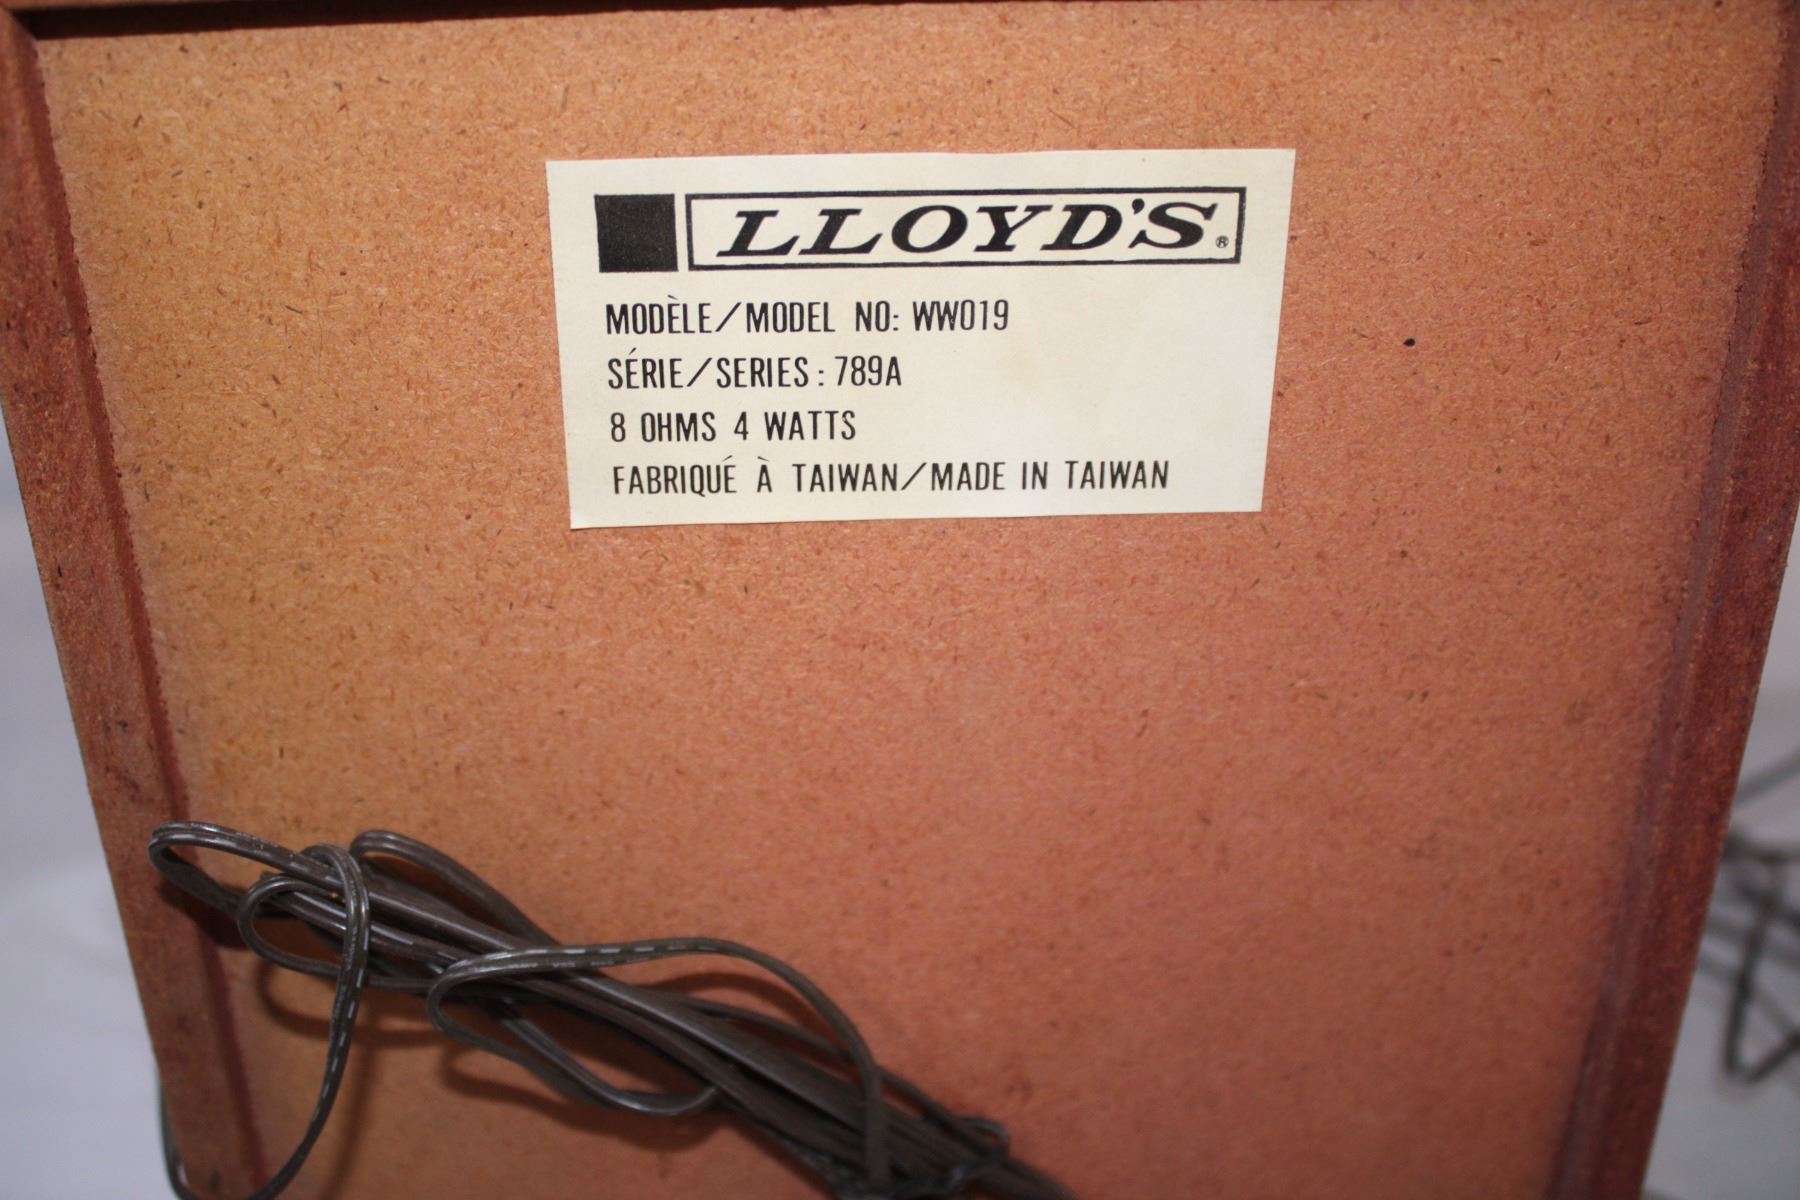 LLOYD'S®
MODÈLE/MODEL NO: WW019
SÉRIE/SERIES: 789A
8 OHMS 4 WATTS
FABRIQUÉ À TAIWAN/MADE IN TAIWAN